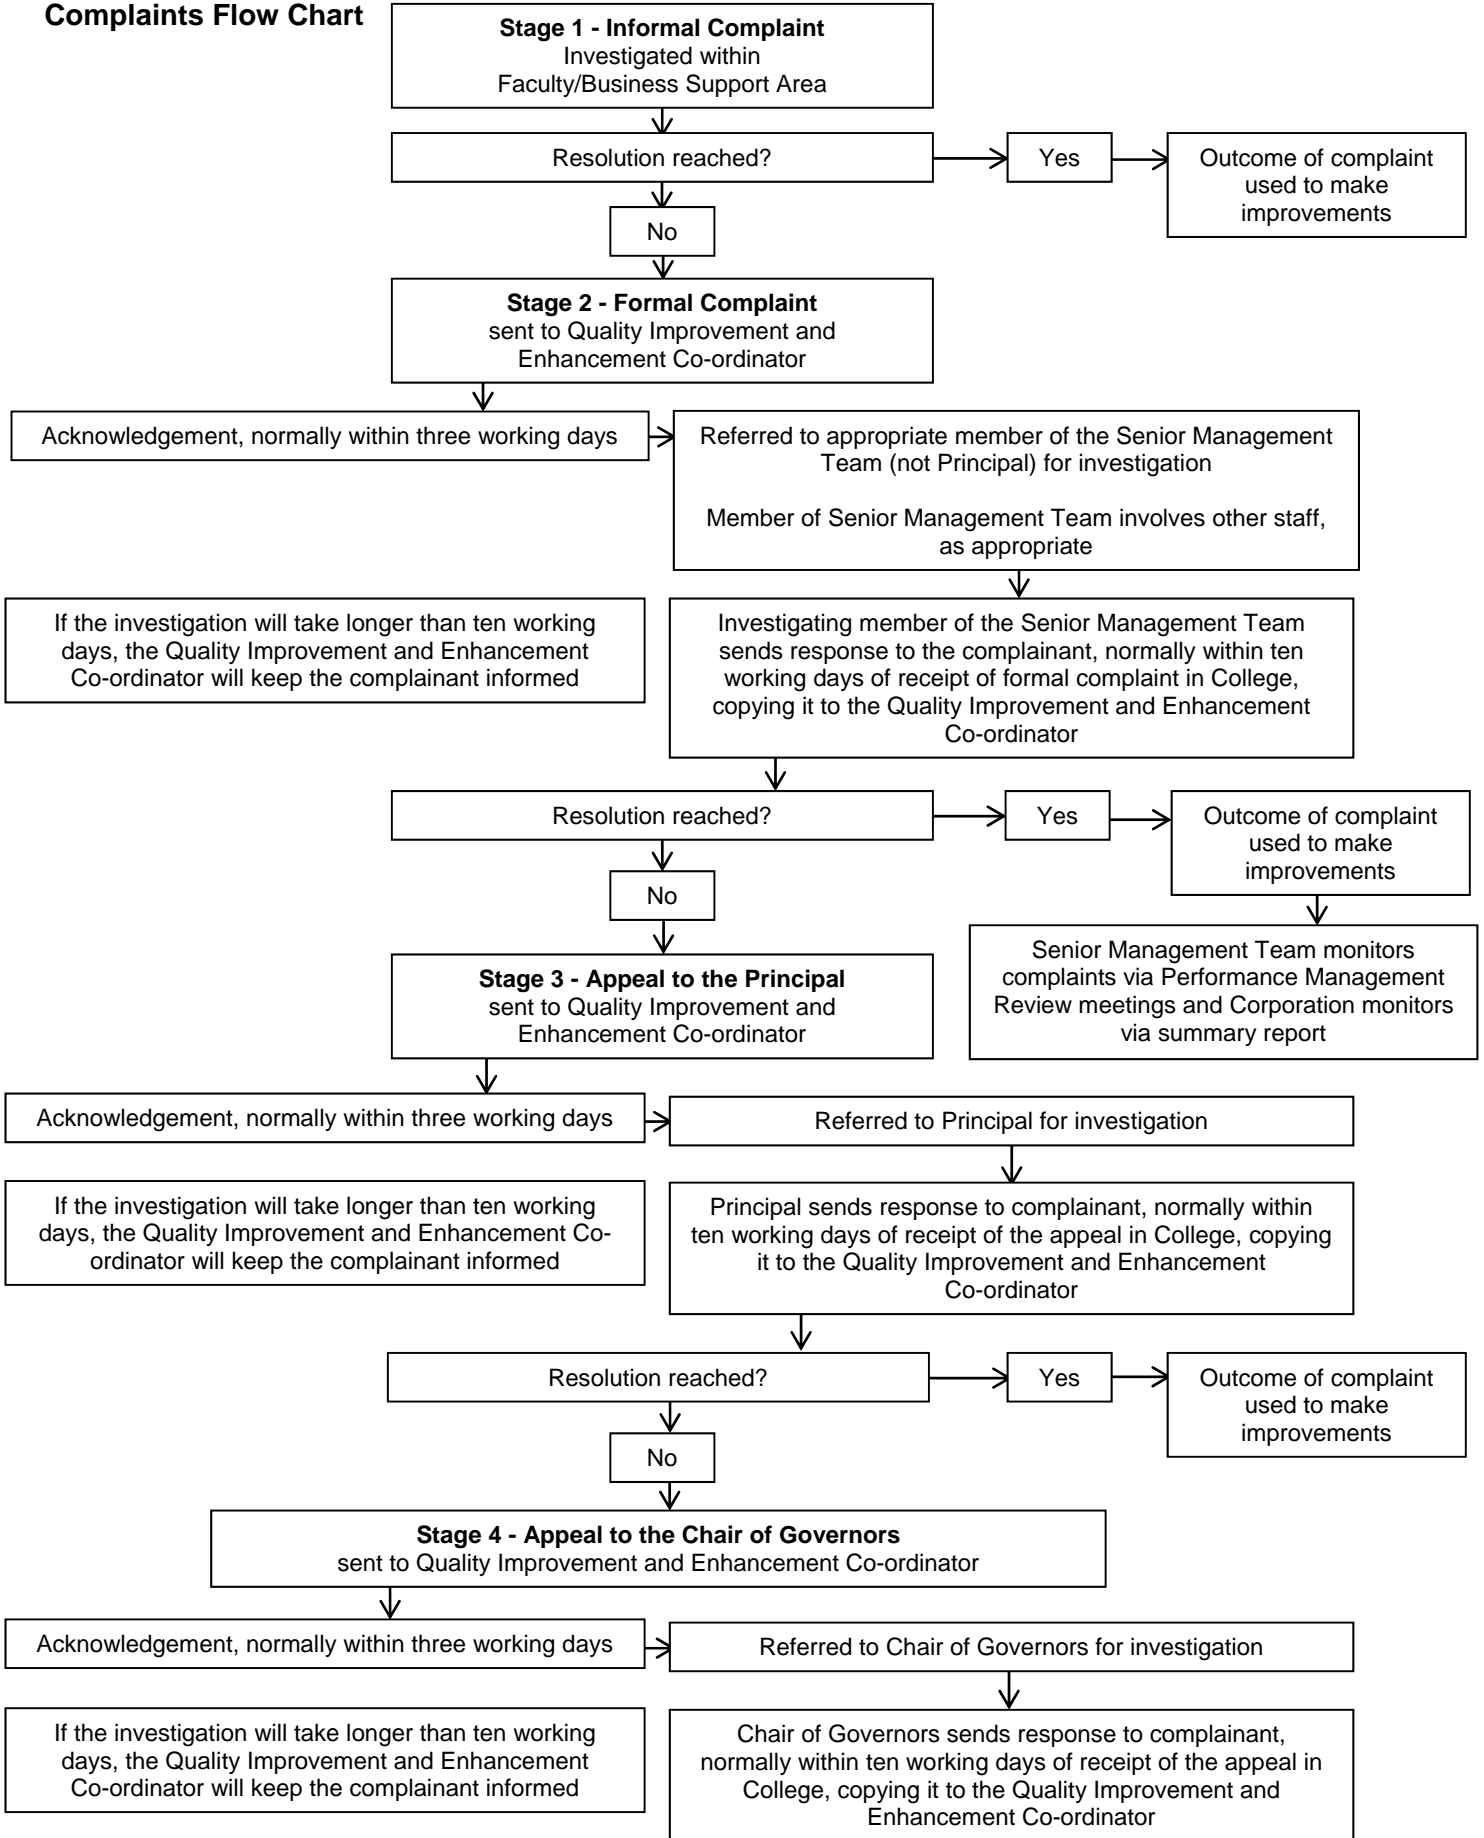 Complaints Flow Chart
Stage 1 - Informal Complaint
Investigated within
Faculty/Business Support Area
Resolution reached?
Yes
Outcome of complaint
used to make
improvements
No
Stage 2 - Formal Complaint
sent to Quality Improvement and
Enhancement Co-ordinator
Acknowledgement, normally within three working days
Referred to appropriate member of the Senior Management
Team (not Principal) for investigation
Member of Senior Management Team involves other staff,
as appropriate
If the investigation will take longer than ten working
days, the Quality Improvement and Enhancement
Co-ordinator will keep the complainant informed
Investigating member of the Senior Management Team
sends response to the complainant, normally within ten
working days of receipt of formal complaint in College,
copying it to the Quality Improvement and Enhancement
Co-ordinator
Resolution reached?
Yes
Outcome of complaint
used to make
improvements
No
Senior Management Team monitors
complaints via Performance Management
Review meetings and Corporation monitors
via summary report
Stage 3 - Appeal to the Principal
sent to Quality Improvement and
Enhancement Co-ordinator
Acknowledgement, normally within three working days
Referred to Principal for investigation
If the investigation will take longer than ten working
days, the Quality Improvement and Enhancement Co-
ordinator will keep the complainant informed
Principal sends response to complainant, normally within
ten working days of receipt of the appeal in College, copying
it to the Quality Improvement and Enhancement
Co-ordinator
Resolution reached?
Yes
Outcome of complaint
used to make
improvements
No
Stage 4 - Appeal to the Chair of Governors
sent to Quality Improvement and Enhancement Co-ordinator
Acknowledgement, normally within three working days
Referred to Chair of Governors for investigation
If the investigation will take longer than ten working
days, the Quality Improvement and Enhancement
Co-ordinator will keep the complainant informed
Chair of Governors sends response to complainant,
normally within ten working days of receipt of the appeal in
College, copying it to the Quality Improvement and
Enhancement Co-ordinator